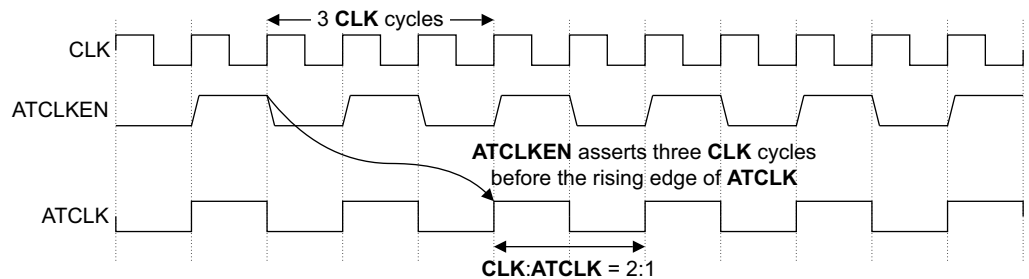 3 CLK cycles
CLK
ATCLKEN
ATCLKEN asserts three CLK cycles
before the rising edge of ATCLK
ATCLK
CLK:ATCLK = 2:1